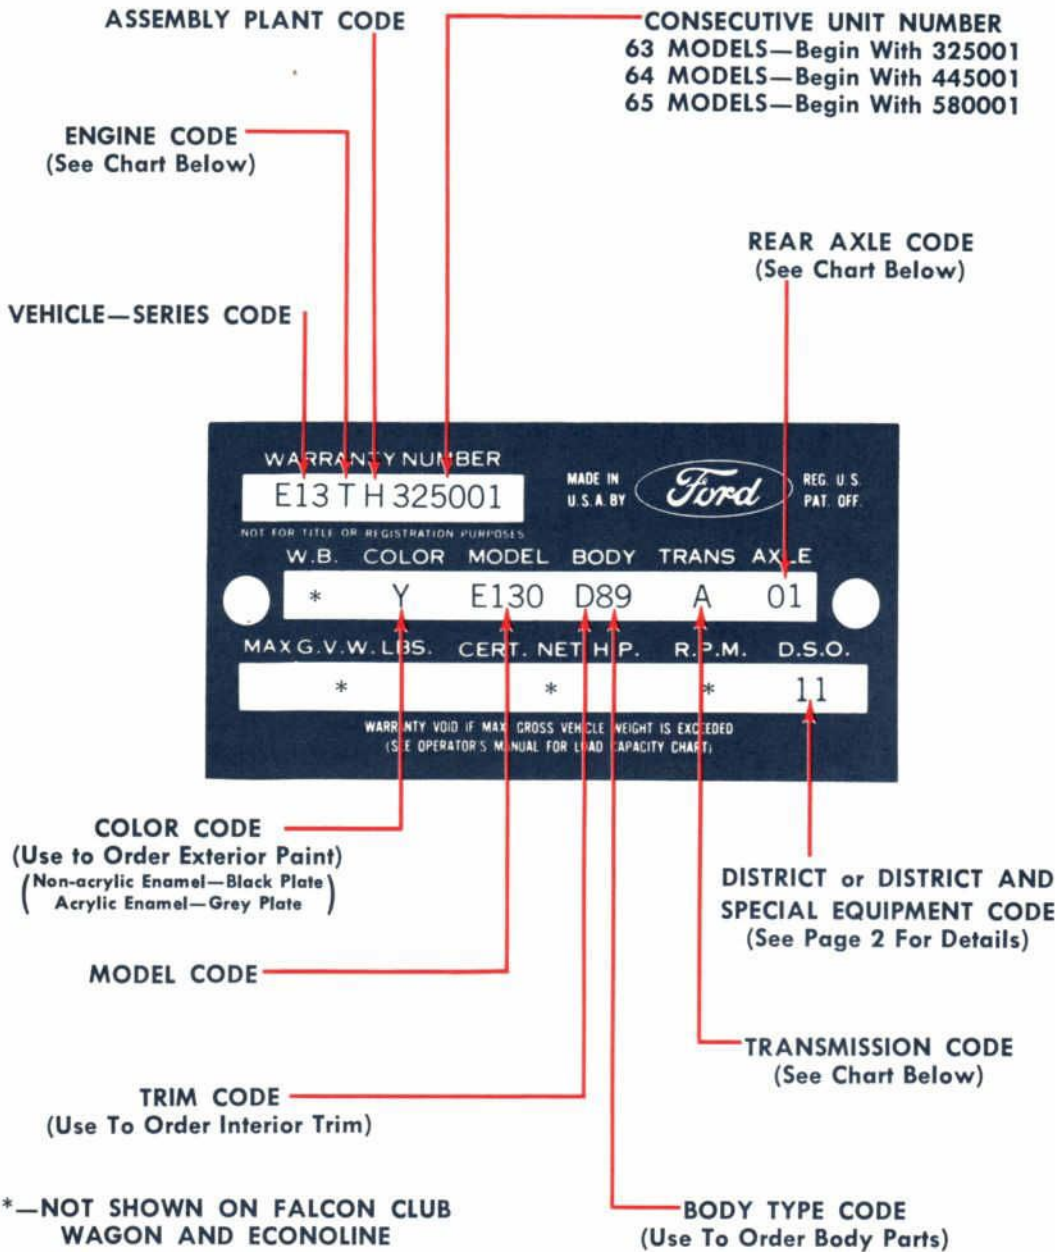 ASSEMBLY PLANT CODE
CONSECUTIVE UNIT NUMBER
63 MODELS—Begin With 325001
64 MODELS—Begin With 445001
65 MODELS—Begin With 580001
ENGINE CODE
(See Chart Below)
REAR AXLE CODE
(See Chart Below)
VEHICLE—SERIES CODE
WARRANTY NUMBER
E13 T H 325001
MADE IN
U.S.A. BY
Ford
REG. U.S.
PAT. OFF.
NOT FOR TITLE OR REGISTRATION PURPOSES
W.B. COLOR MODEL BODY TRANS AXLE
* Y E130 D89 A 01
MAX G.V.W. LBS. CERT. NET H.P. R.P.M. D.S.O.
* * * 11
WARRANTY VOID IF MAX. GROSS VEHICLE WEIGHT IS EXCEEDED
(SEE OPERATOR'S MANUAL FOR LOAD CAPACITY CHART)
COLOR CODE
(Use to Order Exterior Paint)
(Non-acrylic Enamel—Black Plate
Acrylic Enamel—Grey Plate)
DISTRICT or DISTRICT AND
SPECIAL EQUIPMENT CODE
(See Page 2 For Details)
MODEL CODE
TRANSMISSION CODE
(See Chart Below)
TRIM CODE
(Use To Order Interior Trim)
*—NOT SHOWN ON FALCON CLUB
WAGON AND ECONOLINE
BODY TYPE CODE
(Use To Order Body Parts)